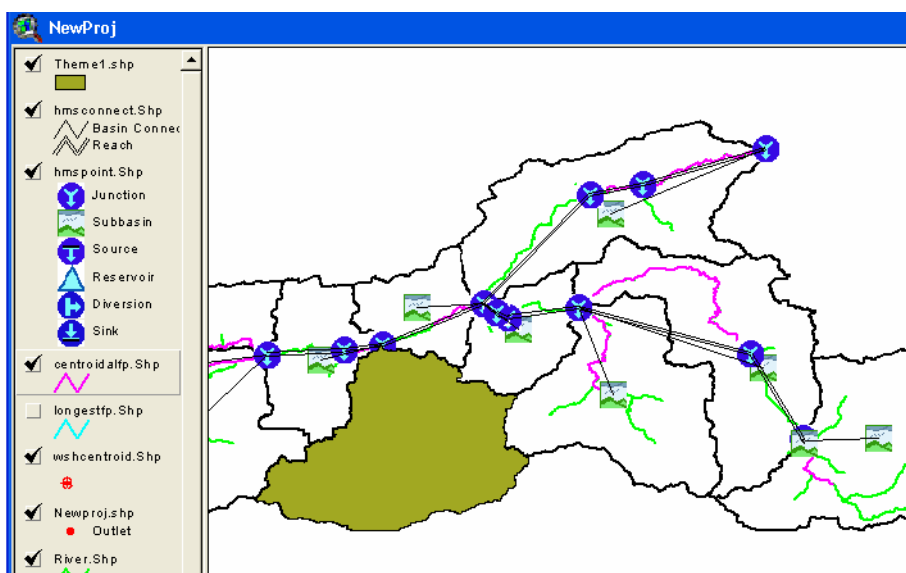 NewProj
Theme1.shp
hmsconnect.Shp
Basin Connec
Reach
hmspoint.Shp
Junction
Subbasin
Source
Reservoir
Diversion
Sink
centroidalfp.Shp
longestfp.Shp
wshcentroid.Shp
Newproj.shp
Outlet
River.Shp